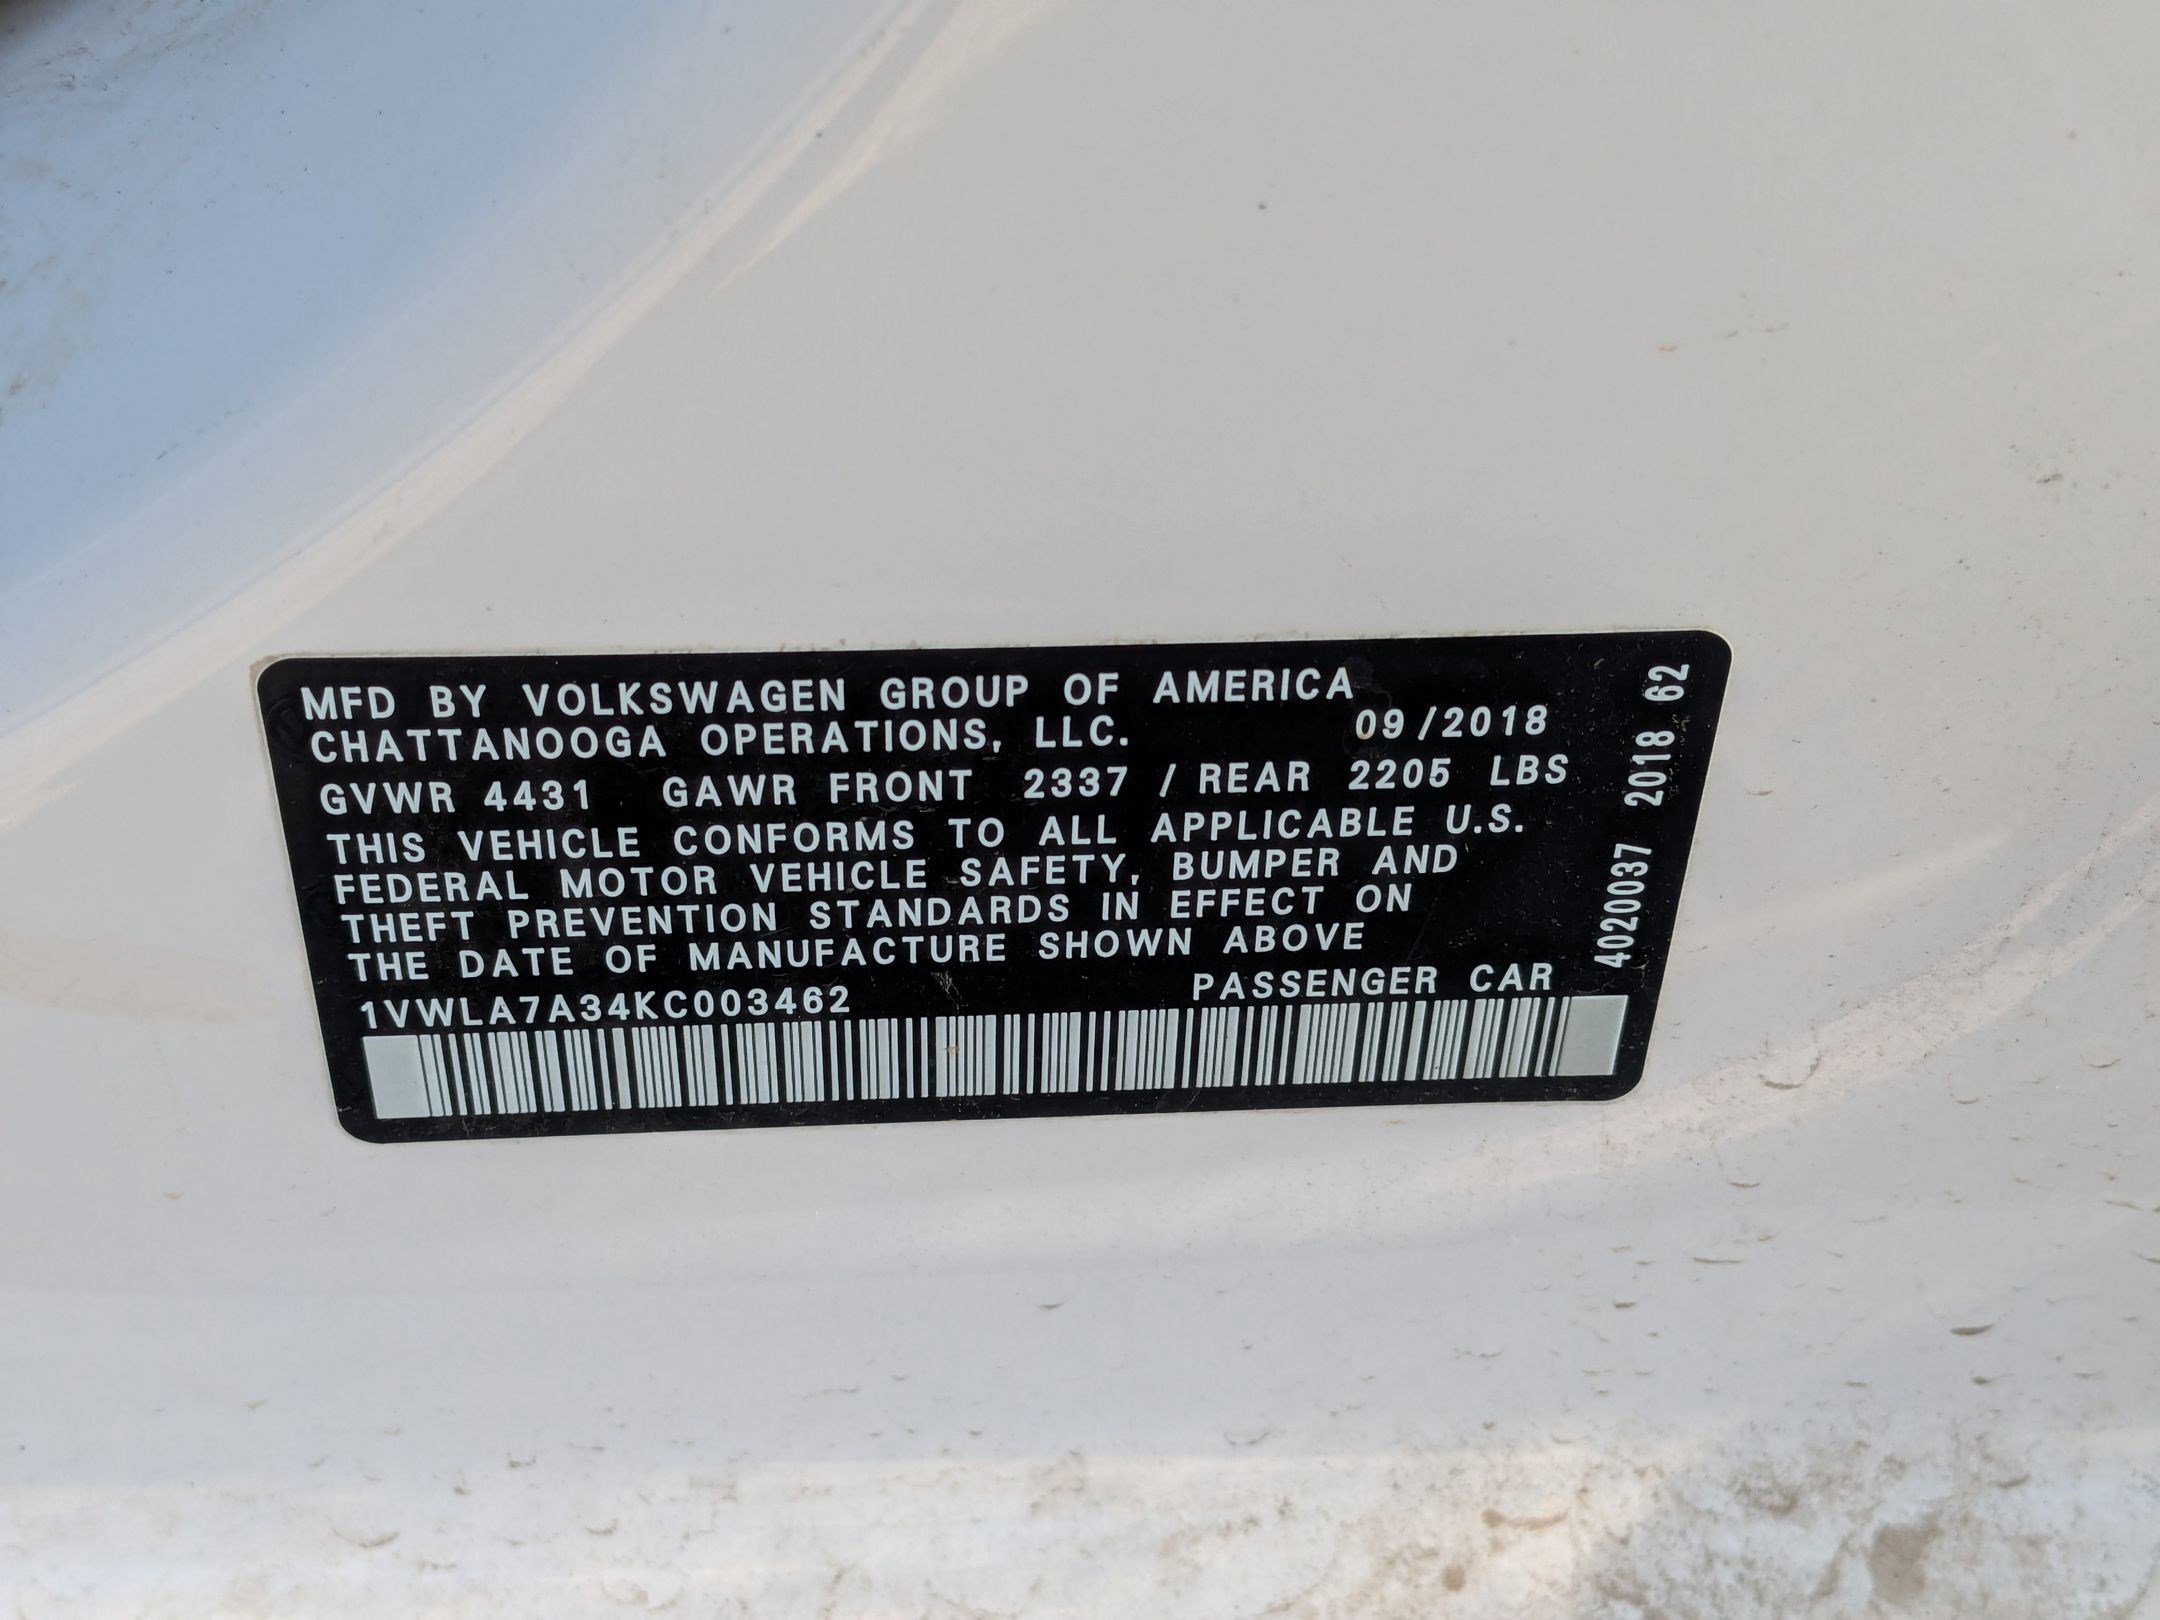 MFD BY VOLKSWAGEN GROUP OF AMERICA
CHATTANOOGA OPERATIONS, LLC. 09/2018
GVWR 4431 GAWR FRONT 2337 / REAR 2205 LBS
THIS VEHICLE CONFORMS TO ALL APPLICABLE U.S.
FEDERAL MOTOR VEHICLE SAFETY, BUMPER AND
THEFT PREVENTION STANDARDS IN EFFECT ON
THE DATE OF MANUFACTURE SHOWN ABOVE
1VWLA7A34KC003462 PASSENGER CAR
4020037 2018 62